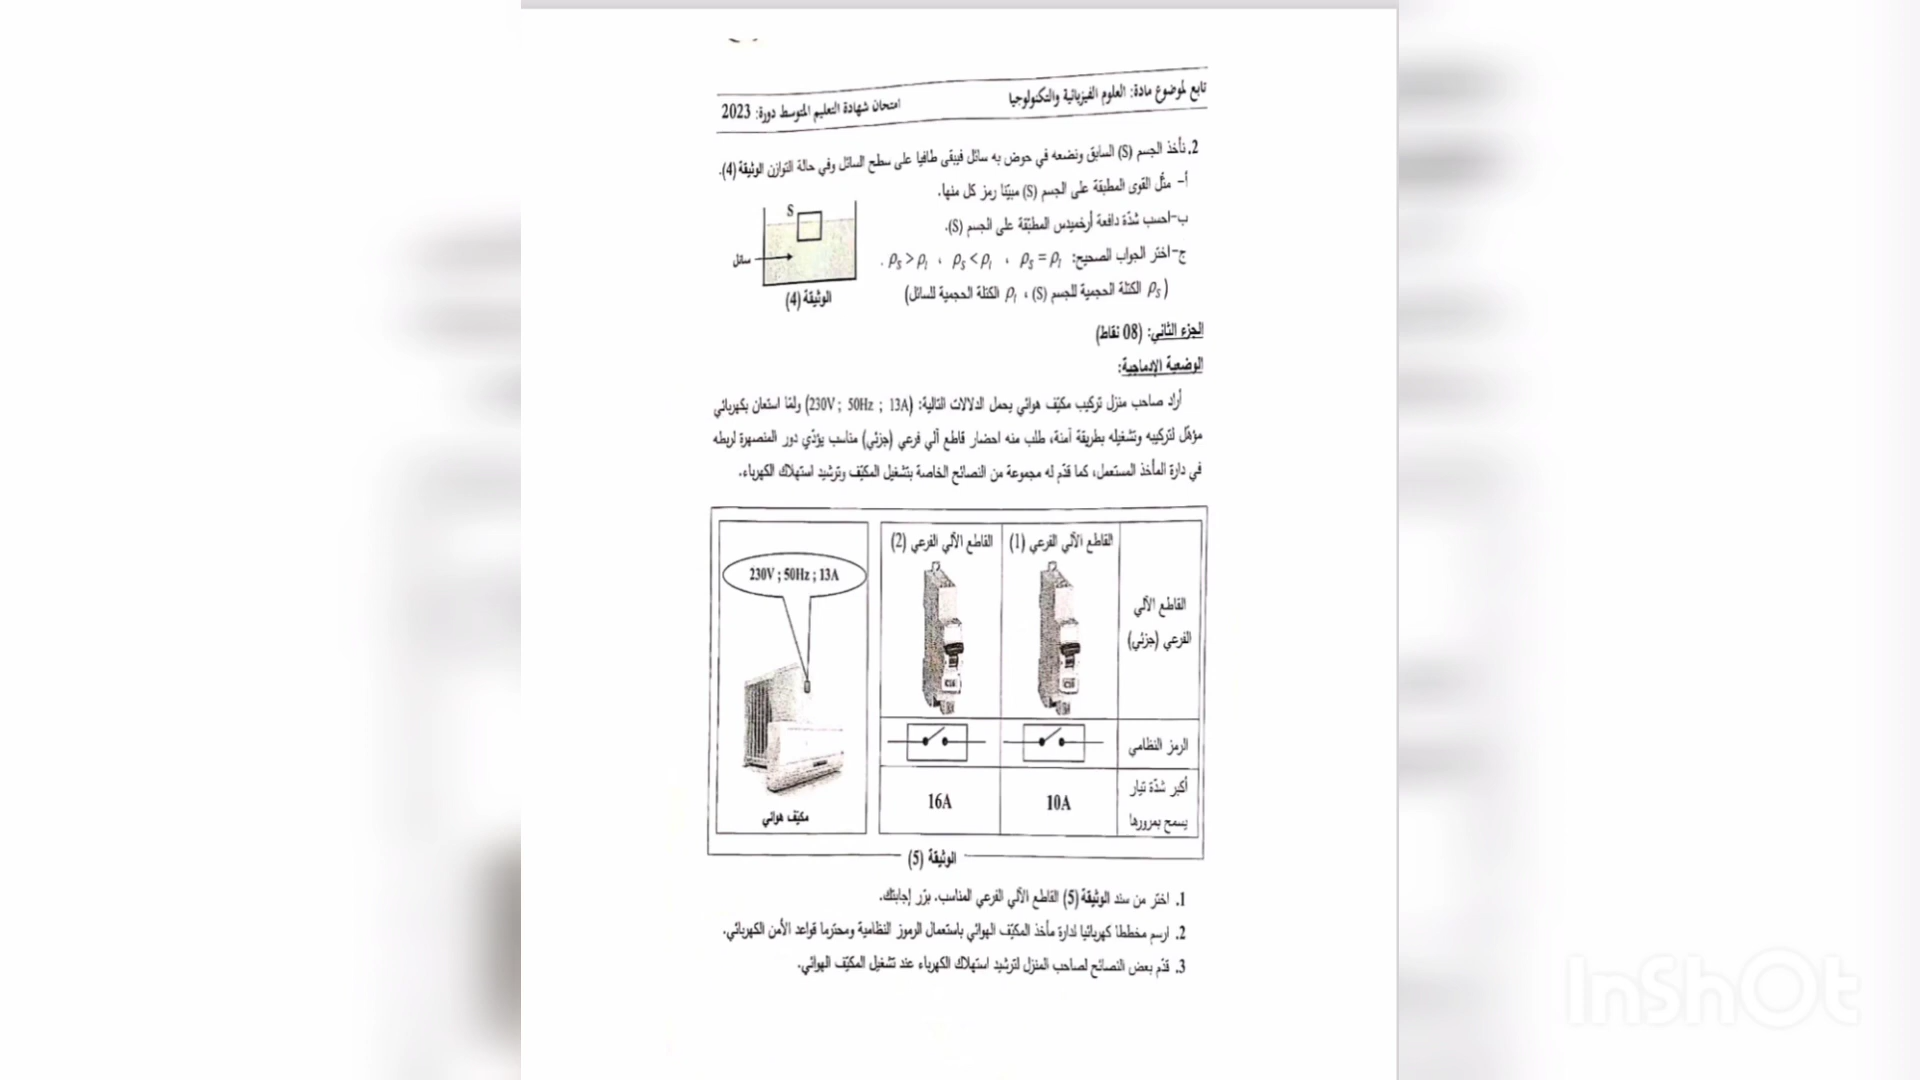 تابع لموضوع مادة: العلوم الفيزيائية والتكنولوجيا
امتحان شهادة التعليم المتوسط دورة: 2023
2. نأخذ الجسم (S) السابق ونضعه في حوض به سائل فيبقى طافيا على سطح السائل وفي حالة التوازن الوثيقة (4).
أ- مثّل القوى المطبقة على الجسم (S) مبيّنا رمز كل منها.
ب- احسب شدّة دافعة أرخميدس المطبّقة على الجسم (S).
ج- اختر الجواب الصحيح: ρS = ρl ، ρS < ρl ، ρS > ρl .
(ρS الكتلة الحجمية للجسم (S) ، ρl الكتلة الحجمية للسائل)
S
سائل
الوثيقة (4)
الجزء الثاني: (08 نقاط)
الوضعية الإدماجية:
أراد صاحب منزل تركيب مكيّف هوائي يحمل الدلالات التالية: (230V ; 50Hz ; 13A) ولمّا استعان بكهربائي
مؤهّل لتركيبه وتشغيله بطريقة آمنة، طلب منه احضار قاطع آلي فرعي (جزئي) مناسب يؤدّي دور المنصهرة لربطه
في دارة المأخذ المستعمل، كما قدّم له مجموعة من النصائح الخاصة بتشغيل المكيّف وترشيد استهلاك الكهرباء.
القاطع الآلي الفرعي (1)
القاطع الآلي الفرعي (2)
القاطع الآلي
الفرعي (جزئي)
الرمز النظامي
أكبر شدّة تيار
يسمح بمرورها
10A
16A
230V ; 50Hz ; 13A
مكيّف هوائي
الوثيقة (5)
1. اختر من سند الوثيقة (5) القاطع الآلي الفرعي المناسب. برّر إجابتك.
2. ارسم مخططا كهربائيا لدارة مأخذ المكيّف الهوائي باستعمال الرموز النظامية ومحترما قواعد الأمن الكهربائي.
3. قدّم بعض النصائح لصاحب المنزل لترشيد استهلاك الكهرباء عند تشغيل المكيّف الهوائي.
InShOt